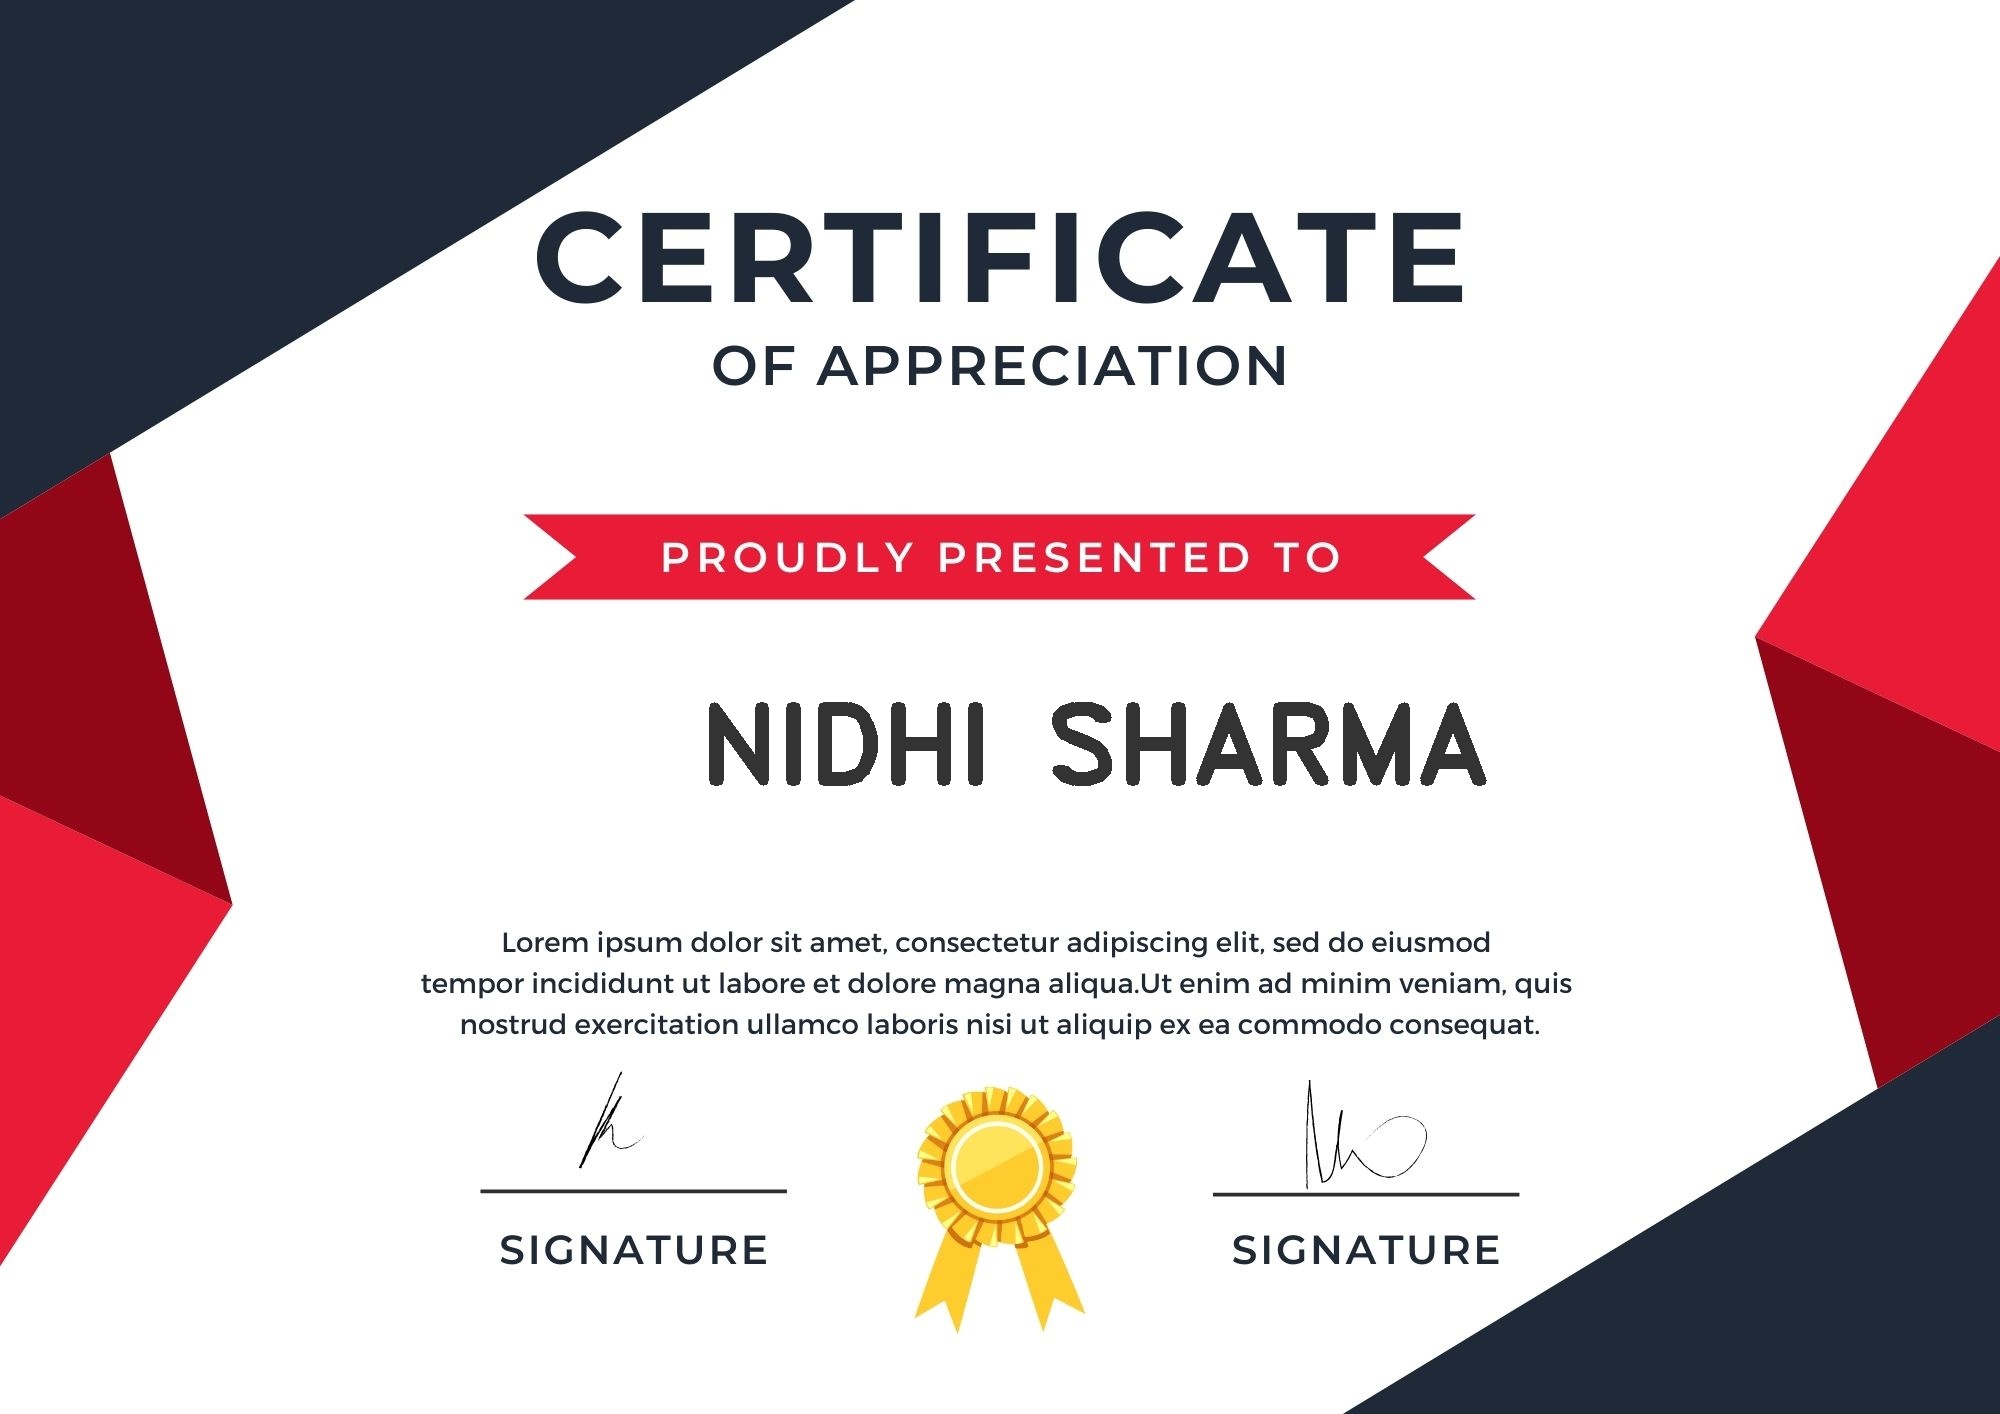 CERTIFICATE
OF APPRECIATION
PROUDLY PRESENTED TO
NIDHI SHARMA
Lorem ipsum dolor sit amet, consectetur adipiscing elit, sed do eiusmod
tempor incididunt ut labore et dolore magna aliqua.Ut enim ad minim veniam, quis
nostrud exercitation ullamco laboris nisi ut aliquip ex ea commodo consequat.
SIGNATURE
SIGNATURE